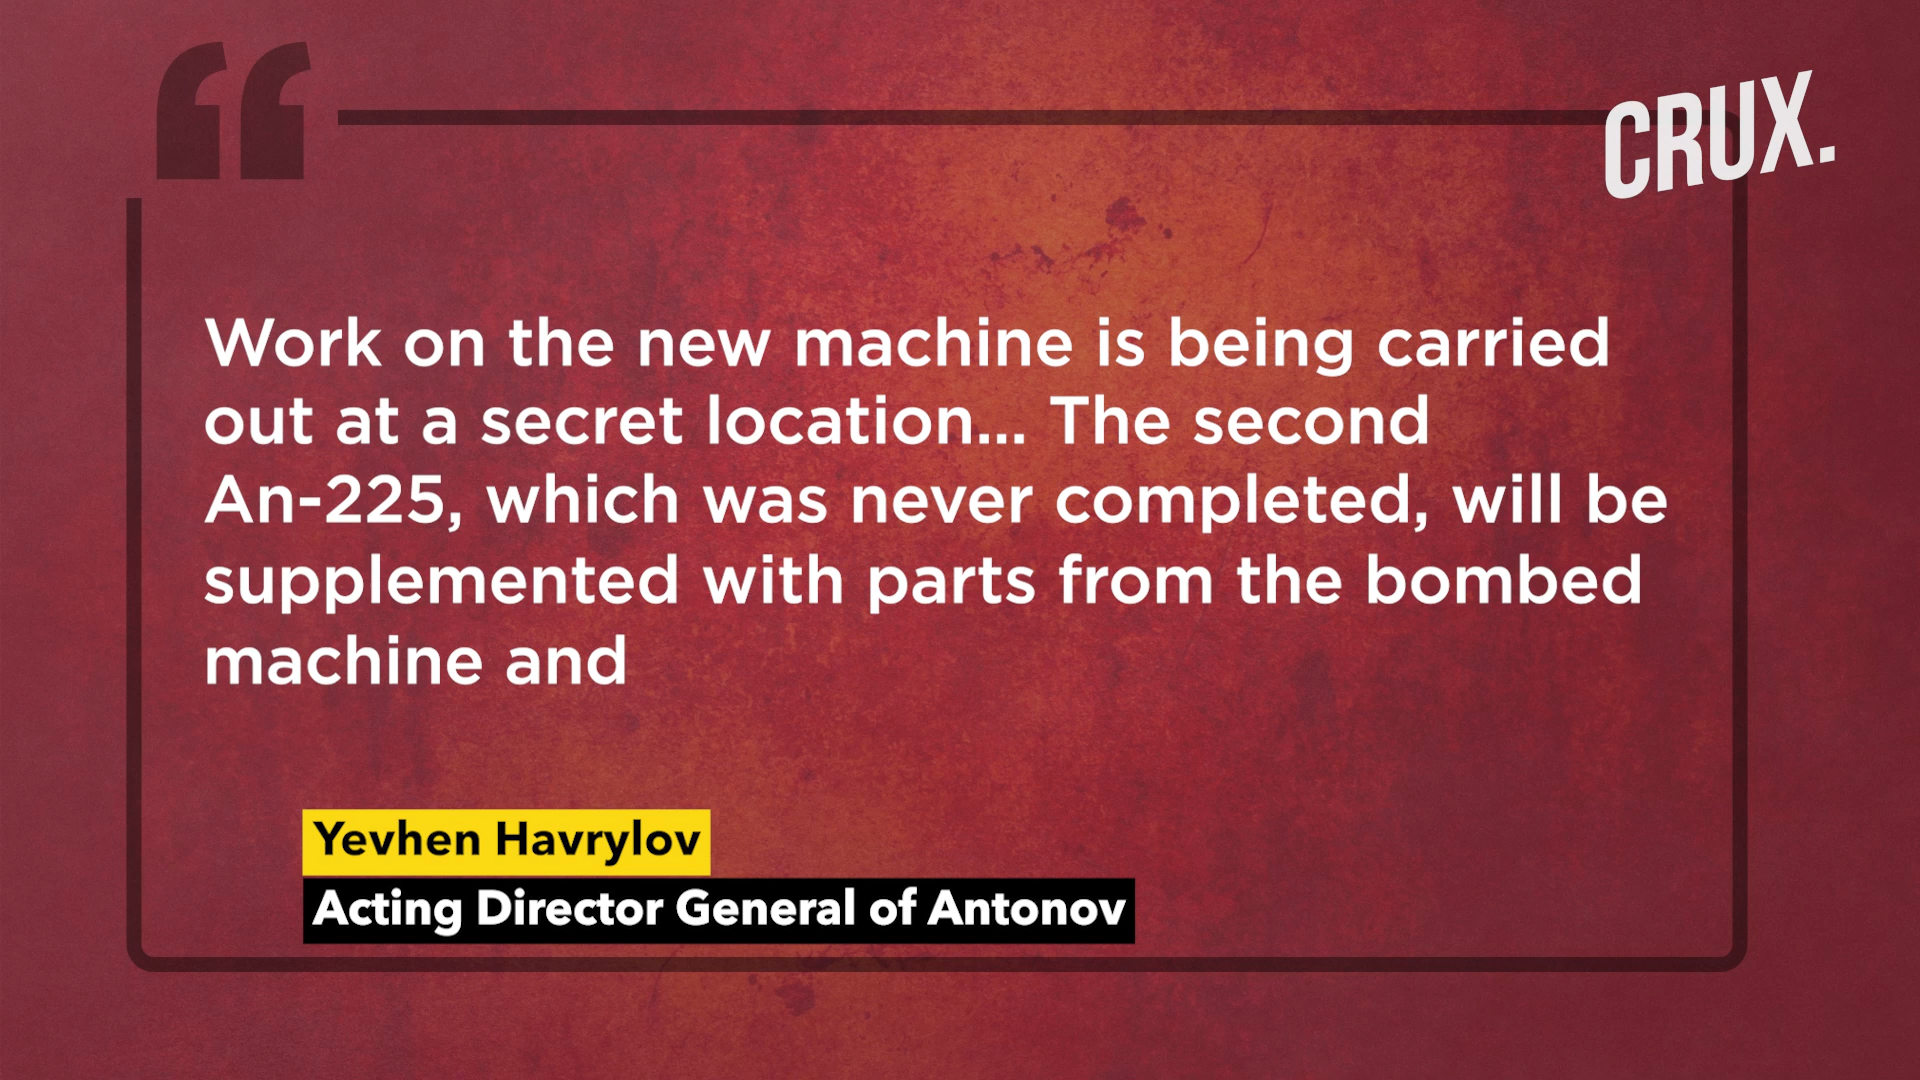 CRUX.
Work on the new machine is being carried
out at a secret location... The second
An-225, which was never completed, will be
supplemented with parts from the bombed
machine and
Yevhen Havrylov
Acting Director General of Antonov